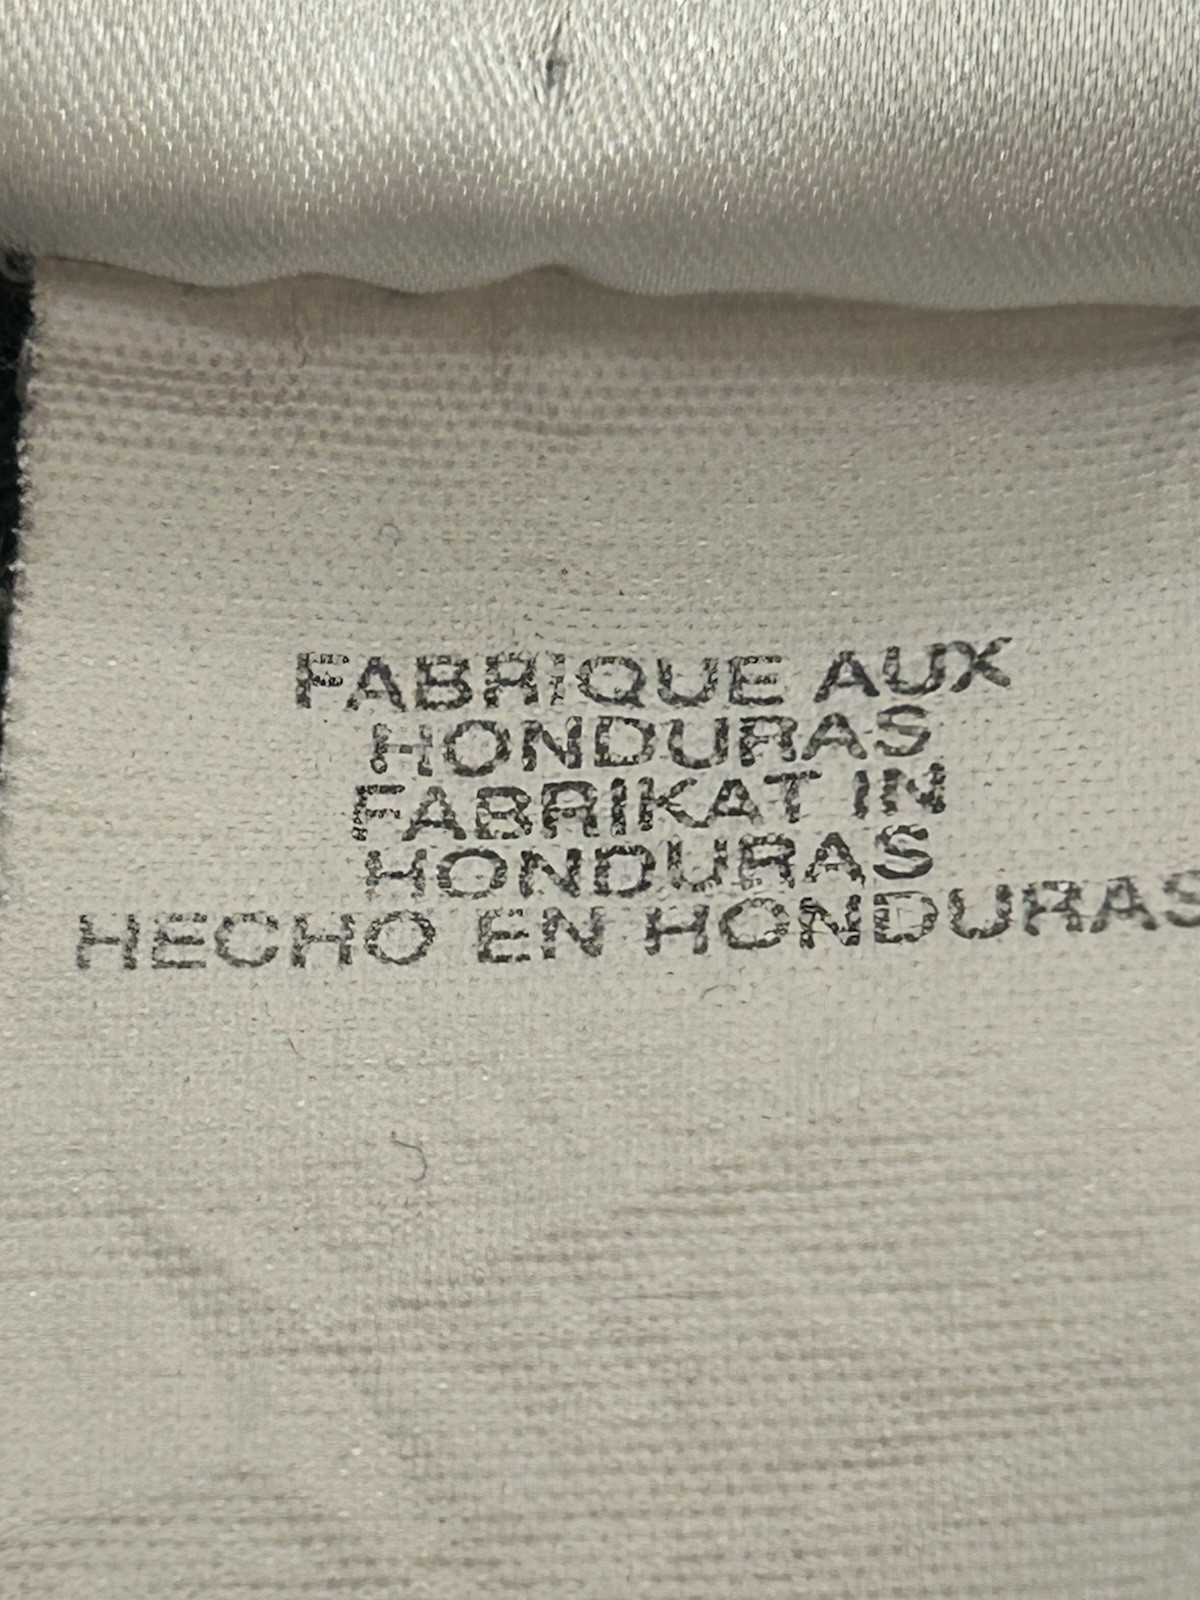 FABRIQUE AUX
HONDURAS
FABRIKAT IN
HONDURAS
HECHO EN HONDURAS